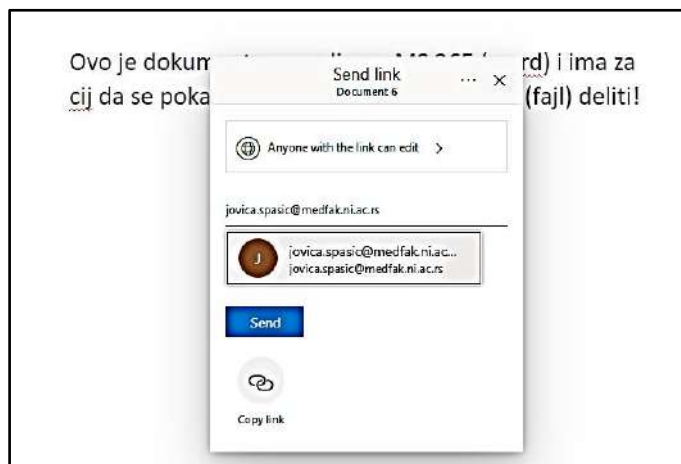 Ovo je dokum rd) i ima za
cij da se poka (fajl) deliti!
Send link
Document 6
Anyone with the link can edit
jovica.spasic@medfak.ni.ac.rs
J
jovica.spasic@medfak.ni.ac...
jovica.spasic@medfak.ni.ac.rs
Send
Copy link